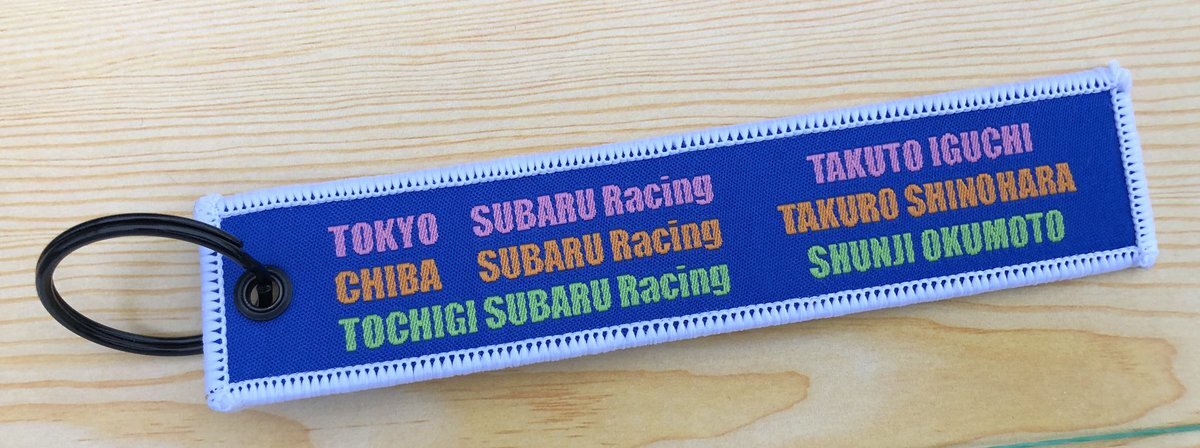 TOKYO SUBARU Racing TAKUTO IGUCHI
CHIBA SUBARU Racing TAKURO SHINOHARA
TOCHIGI SUBARU Racing SHUNJI OKUMOTO